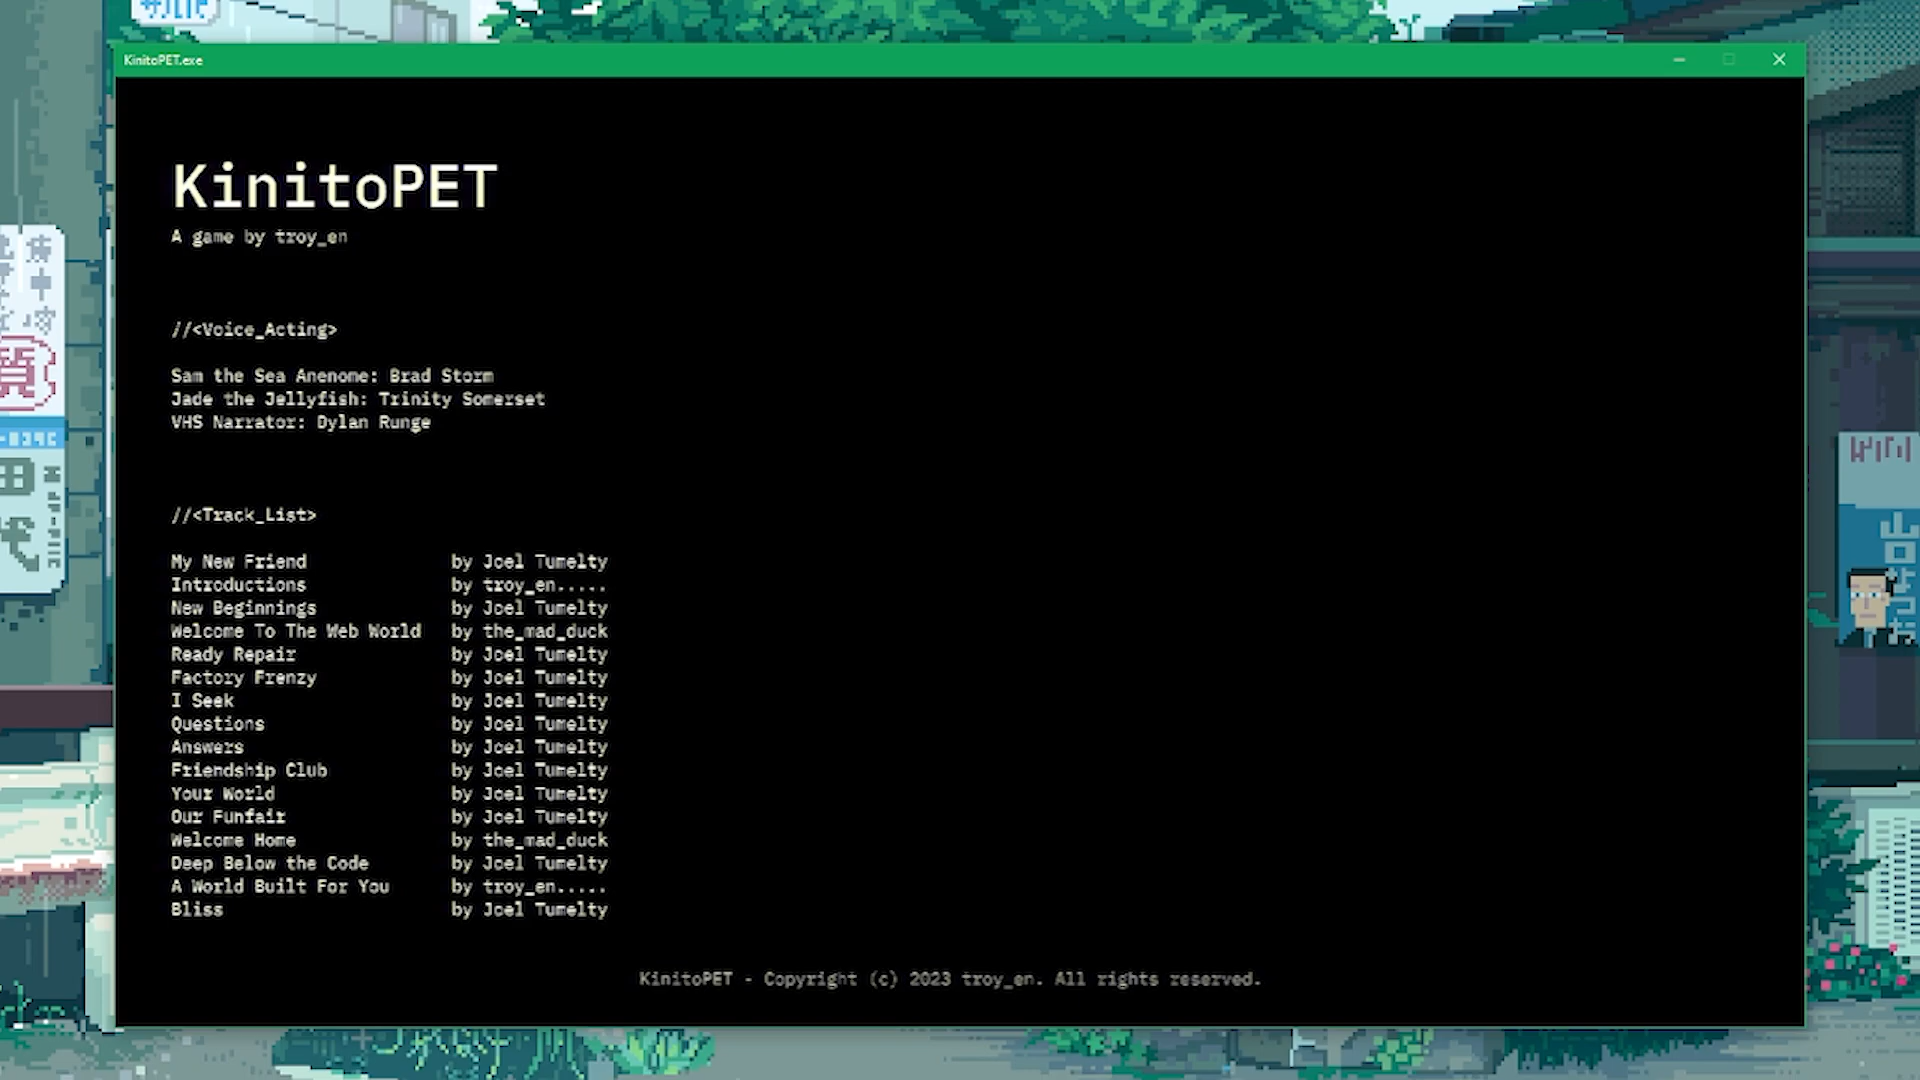 KinitoPET.exe
KinitoPET
A game by troy_en
//<Voice_Acting>
Sam the Sea Anenome: Brad Storm
Jade the Jellyfish: Trinity Somerset
VHS Narrator: Dylan Runge
//<Track_List>
My New Friend by Joel Tumelty
Introductions by troy_en.....
New Beginnings by Joel Tumelty
Welcome To The Web World by the_mad_duck
Ready Repair by Joel Tumelty
Factory Frenzy by Joel Tumelty
I Seek by Joel Tumelty
Questions by Joel Tumelty
Answers by Joel Tumelty
Friendship Club by Joel Tumelty
Your World by Joel Tumelty
Our Funfair by Joel Tumelty
Welcome Home by the_mad_duck
Deep Below the Code by Joel Tumelty
A World Built For You by troy_en.....
Bliss by Joel Tumelty
KinitoPET - Copyright (c) 2023 troy_en. All rights reserved.
質